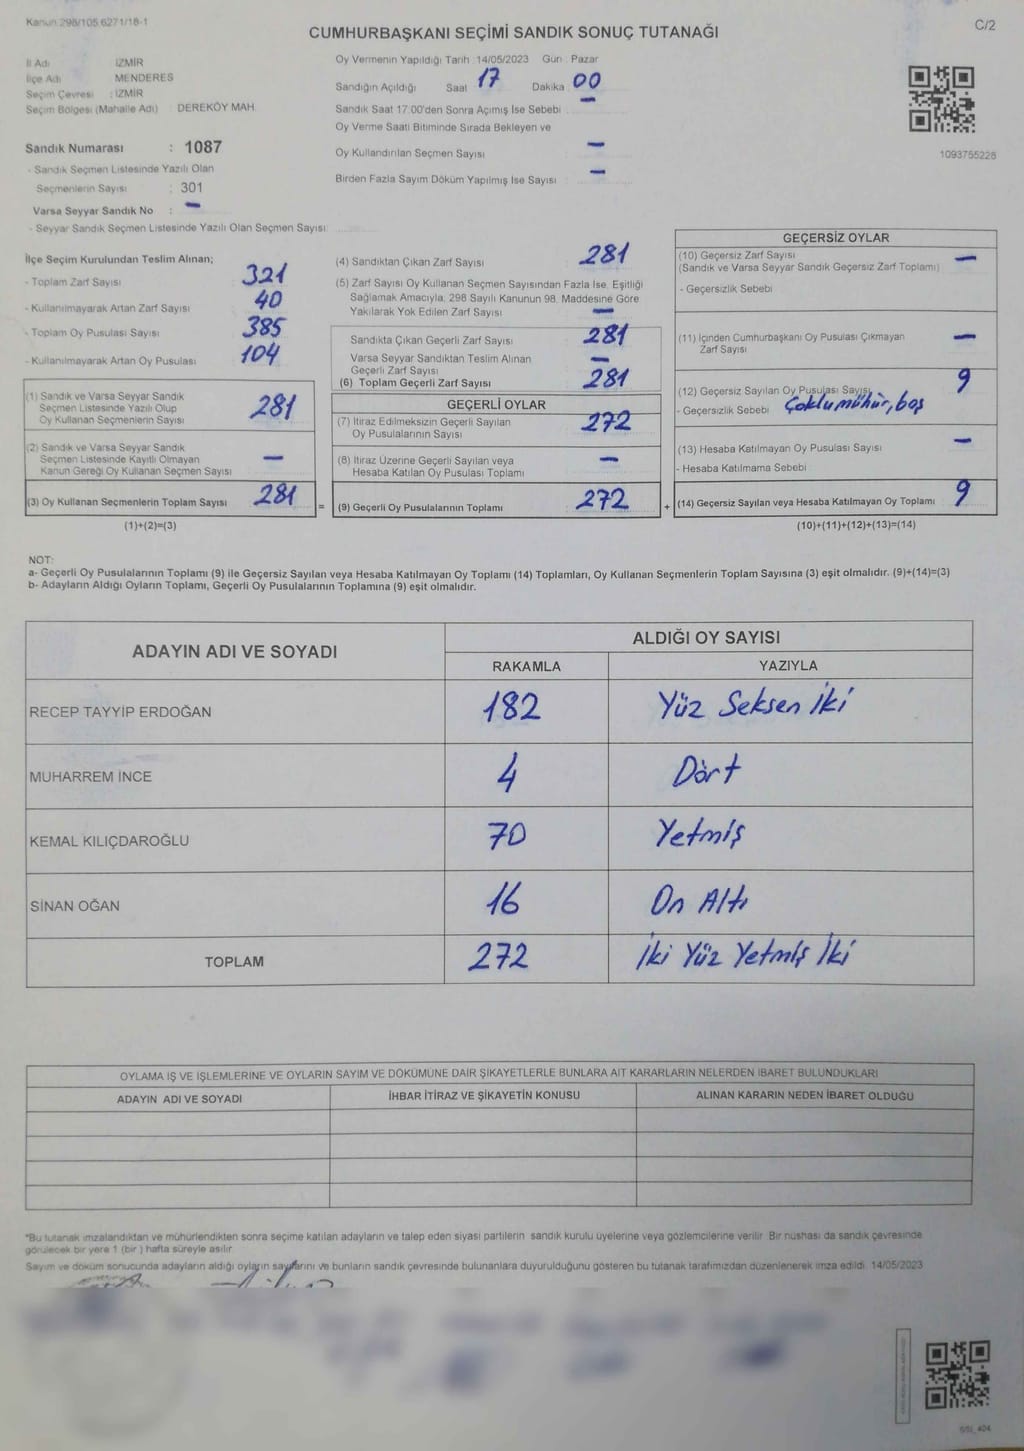 Kanun 298/105 6271/18-1
C/2
CUMHURBAŞKANI SEÇİMİ SANDIK SONUÇ TUTANAĞI
İl Adı : İZMİR
İlçe Adı : MENDERES
Seçim Çevresi : İZMİR
Seçim Bölgesi (Mahalle Adı) : DEREKÖY MAH.
Sandık Numarası : 1087
- Sandık Seçmen Listesinde Yazılı Olan
Seçmenlerin Sayısı : 301
Varsa Seyyar Sandık No : -
- Seyyar Sandık Seçmen Listesinde Yazılı Olan Seçmen Sayısı
Oy Vermenin Yapıldığı Tarih : 14/05/2023 Gün : Pazar
Sandığın Açıldığı Saat 17 Dakika : 00
Sandık Saat 17.00'den Sonra Açımış İse Sebebi : -
Oy Verme Saati Bitiminde Sırada Bekleyen ve
Oy Kullandırılan Seçmen Sayısı : -
Birden Fazla Sayım Döküm Yapılmış İse Sayısı : -
1093755228
İlçe Seçim Kurulundan Teslim Alınan;
- Toplam Zarf Sayısı 321
- Kullanılmayarak Artan Zarf Sayısı 40
- Toplam Oy Pusulası Sayısı 385
- Kullanılmayarak Artan Oy Pusulası 104
(1) Sandık ve Varsa Seyyar Sandık
Seçmen Listesinde Yazılı Olup
Oy Kullanan Seçmenlerin Sayısı 281
(2) Sandık ve Varsa Seyyar Sandık
Seçmen Listesinde Kayıtlı Olmayan
Kanun Gereği Oy Kullanan Seçmen Sayısı -
(3) Oy Kullanan Seçmenlerin Toplam Sayısı 281
(1)+(2)=(3)
(4) Sandıktan Çıkan Zarf Sayısı 281
(5) Zarf Sayısı Oy Kullanan Seçmen Sayısından Fazla İse, Eşitliği
Sağlamak Amacıyla, 298 Sayılı Kanunun 98. Maddesine Göre
Yakılarak Yok Edilen Zarf Sayısı -
Sandıkta Çıkan Geçerli Zarf Sayısı 281
Varsa Seyyar Sandıktan Teslim Alınan
Geçerli Zarf Sayısı -
(6) Toplam Geçerli Zarf Sayısı 281
GEÇERLİ OYLAR
(7) İtiraz Edilmeksizin Geçerli Sayılan
Oy Pusulalarının Sayısı 272
(8) İtiraz Üzerine Geçerli Sayılan veya
Hesaba Katılan Oy Pusulası Toplamı -
= (9) Geçerli Oy Pusulalarının Toplamı 272
GEÇERSİZ OYLAR
(10) Geçersiz Zarf Sayısı -
(Sandık ve Varsa Seyyar Sandık Geçersiz Zarf Toplamı)
- Geçersizlik Sebebi
(11) İçinden Cumhurbaşkanı Oy Pusulası Çıkmayan
Zarf Sayısı -
(12) Geçersiz Sayılan Oy Pusulası Sayısı 9
- Geçersizlik Sebebi Çoklu mühür, boş
(13) Hesaba Katılmayan Oy Pusulası Sayısı -
- Hesaba Katılmama Sebebi
+ (14) Geçersiz Sayılan veya Hesaba Katılmayan Oy Toplamı 9
(10)+(11)+(12)+(13)=(14)
NOT:
a- Geçerli Oy Pusulalarının Toplamı (9) ile Geçersiz Sayılan veya Hesaba Katılmayan Oy Toplamı (14) Toplamları, Oy Kullanan Seçmenlerin Toplam Sayısına (3) eşit olmalıdır. (9)+(14)=(3)
b- Adayların Aldığı Oyların Toplamı, Geçerli Oy Pusulalarının Toplamına (9) eşit olmalıdır.
ADAYIN ADI VE SOYADI
ALDIĞI OY SAYISI
RAKAMLA YAZIYLA
RECEP TAYYİP ERDOĞAN 182 Yüz Seksen İki
MUHARREM İNCE 4 Dört
KEMAL KILIÇDAROĞLU 70 Yetmiş
SİNAN OĞAN 16 On Altı
TOPLAM 272 İki Yüz Yetmiş İki
OYLAMA İŞ VE İŞLEMLERİNE VE OYLARIN SAYIM VE DÖKÜMÜNE DAİR ŞİKAYETLERLE BUNLARA AİT KARARLARIN NELERDEN İBARET BULUNDUKLARI
ADAYIN ADI VE SOYADI İHBAR İTİRAZ VE ŞİKAYETİN KONUSU ALINAN KARARIN NEDEN İBARET OLDUĞU
*Bu tutanak imzalandıktan ve mühürlendikten sonra seçime katılan adayların ve talep eden siyasi partilerin sandık kurulu üyelerine veya gözlemcilerine verilir. Bir nüshası da sandık çevresinde
görülecek bir yere 1 (bir) hafta süreyle asılır.
Sayım ve döküm sonucunda adayların aldığı oyların sayılarını ve bunların sandık çevresinde bulunanlara duyurulduğunu gösteren bu tutanak tarafımızdan düzenlenerek imza edildi. 14/05/2023